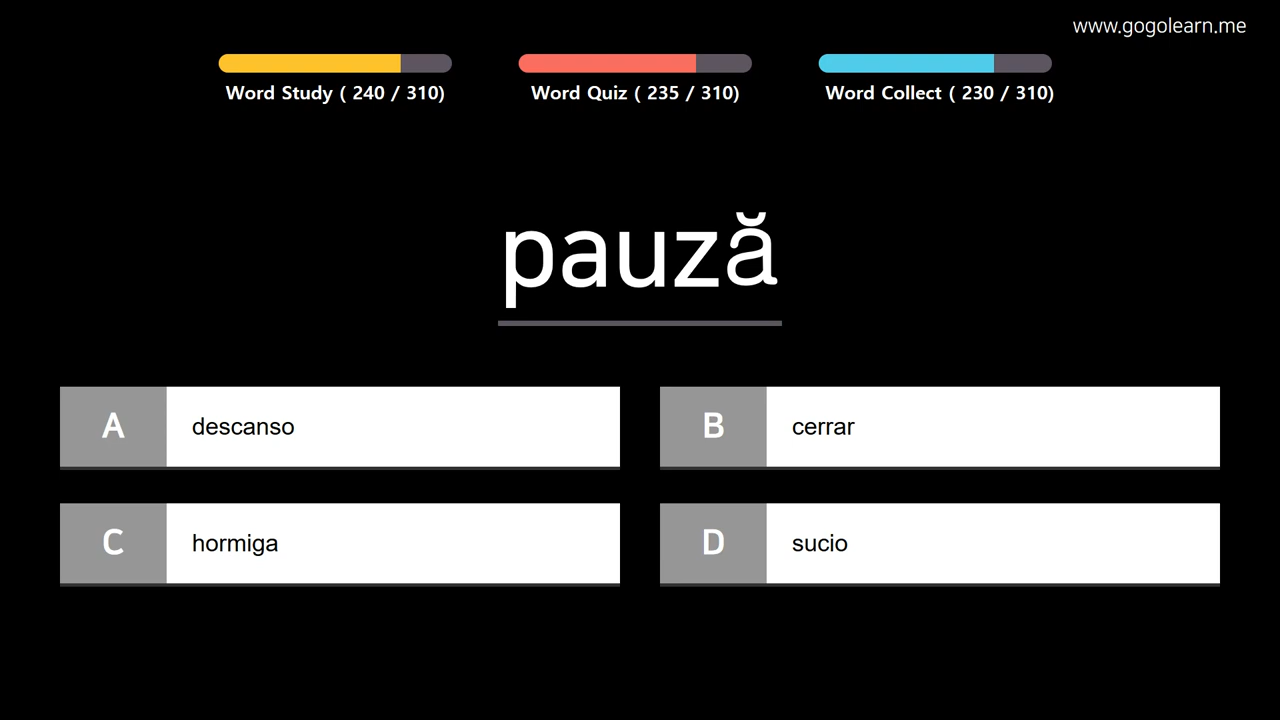 www.gogolearn.me
Word Study ( 240 / 310)
Word Quiz ( 235 / 310)
Word Collect ( 230 / 310)
pauză
A descanso
B cerrar
C hormiga
D sucio